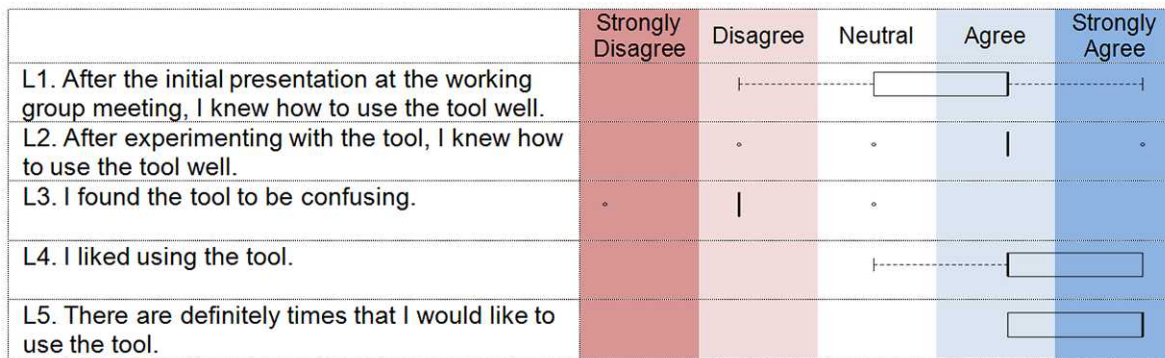 Strongly Disagree
Disagree
Neutral
Agree
Strongly Agree
L1. After the initial presentation at the working
group meeting, I knew how to use the tool well.
L2. After experimenting with the tool, I knew how
to use the tool well.
L3. I found the tool to be confusing.
L4. I liked using the tool.
L5. There are definitely times that I would like to
use the tool.